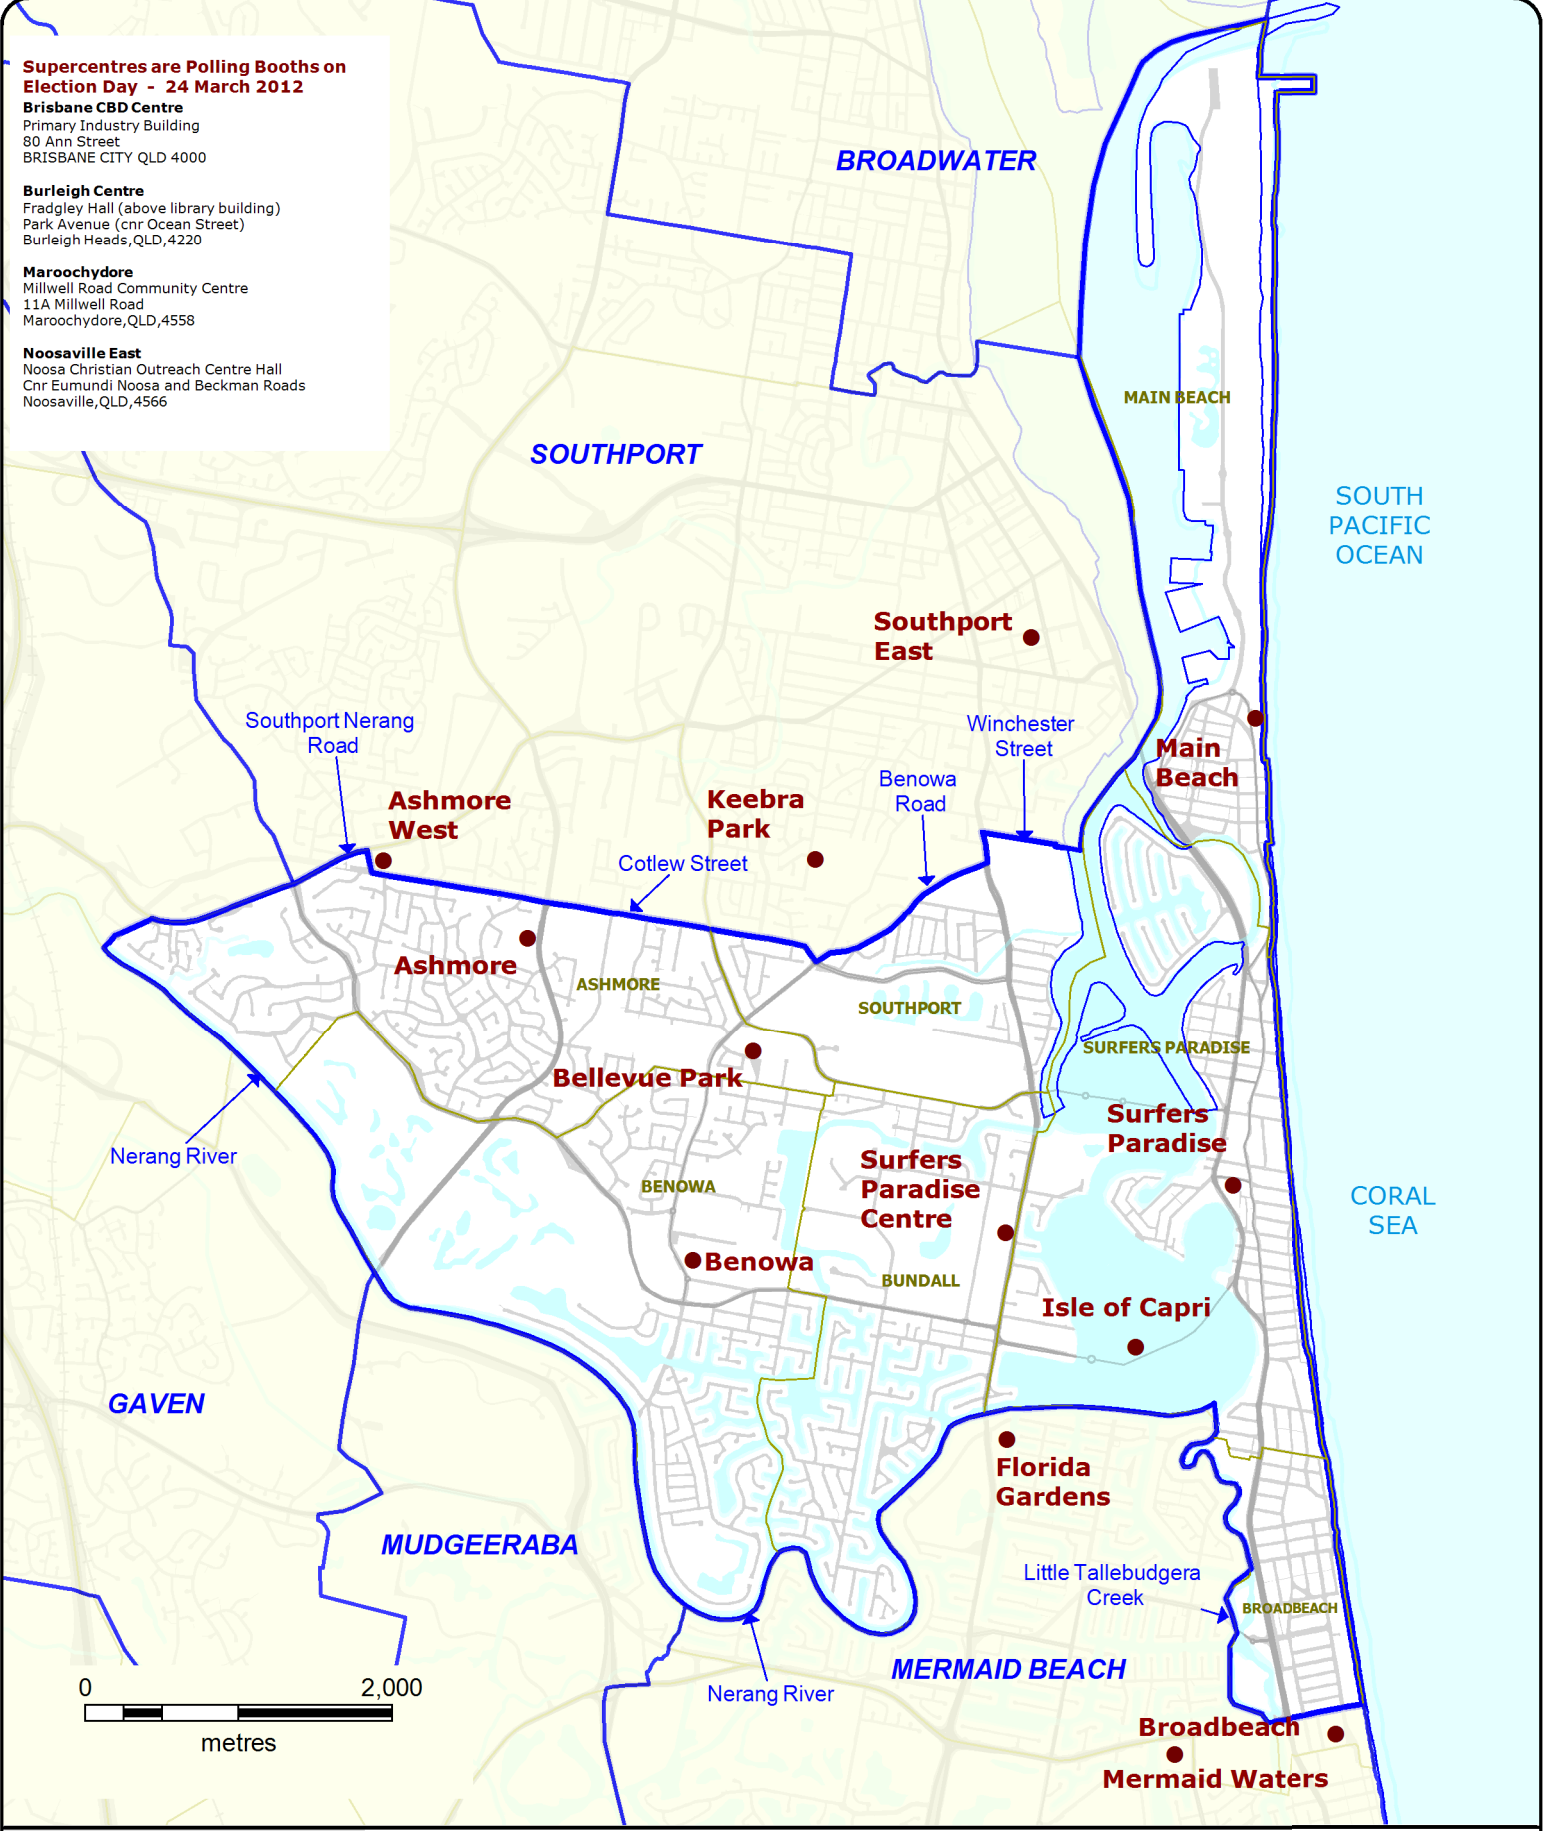 Supercentres are Polling Booths on
Election Day - 24 March 2012
Brisbane CBD Centre
Primary Industry Building
80 Ann Street
BRISBANE CITY QLD 4000
Burleigh Centre
Fradgley Hall (above library building)
Park Avenue (cnr Ocean Street)
Burleigh Heads,QLD,4220
Maroochydore
Millwell Road Community Centre
11A Millwell Road
Maroochydore,QLD,4558
Noosaville East
Noosa Christian Outreach Centre Hall
Cnr Eumundi Noosa and Beckman Roads
Noosaville,QLD,4566
BROADWATER
MAIN BEACH
SOUTHPORT
SOUTH
PACIFIC
OCEAN
Southport
East
Southport Nerang
Road
Winchester
Street
Main
Beach
Benowa
Road
Ashmore
West
Keebra
Park
Cotlew Street
Ashmore
ASHMORE
SOUTHPORT
SURFERS PARADISE
Bellevue Park
Surfers
Paradise
Nerang River
Surfers
Paradise
Centre
BENOWA
CORAL
SEA
Benowa
BUNDALL
Isle of Capri
GAVEN
Florida
Gardens
MUDGEERABA
Little Tallebudgera
Creek
BROADBEACH
MERMAID BEACH
Nerang River
0 2,000
metres
Broadbeach
Mermaid Waters